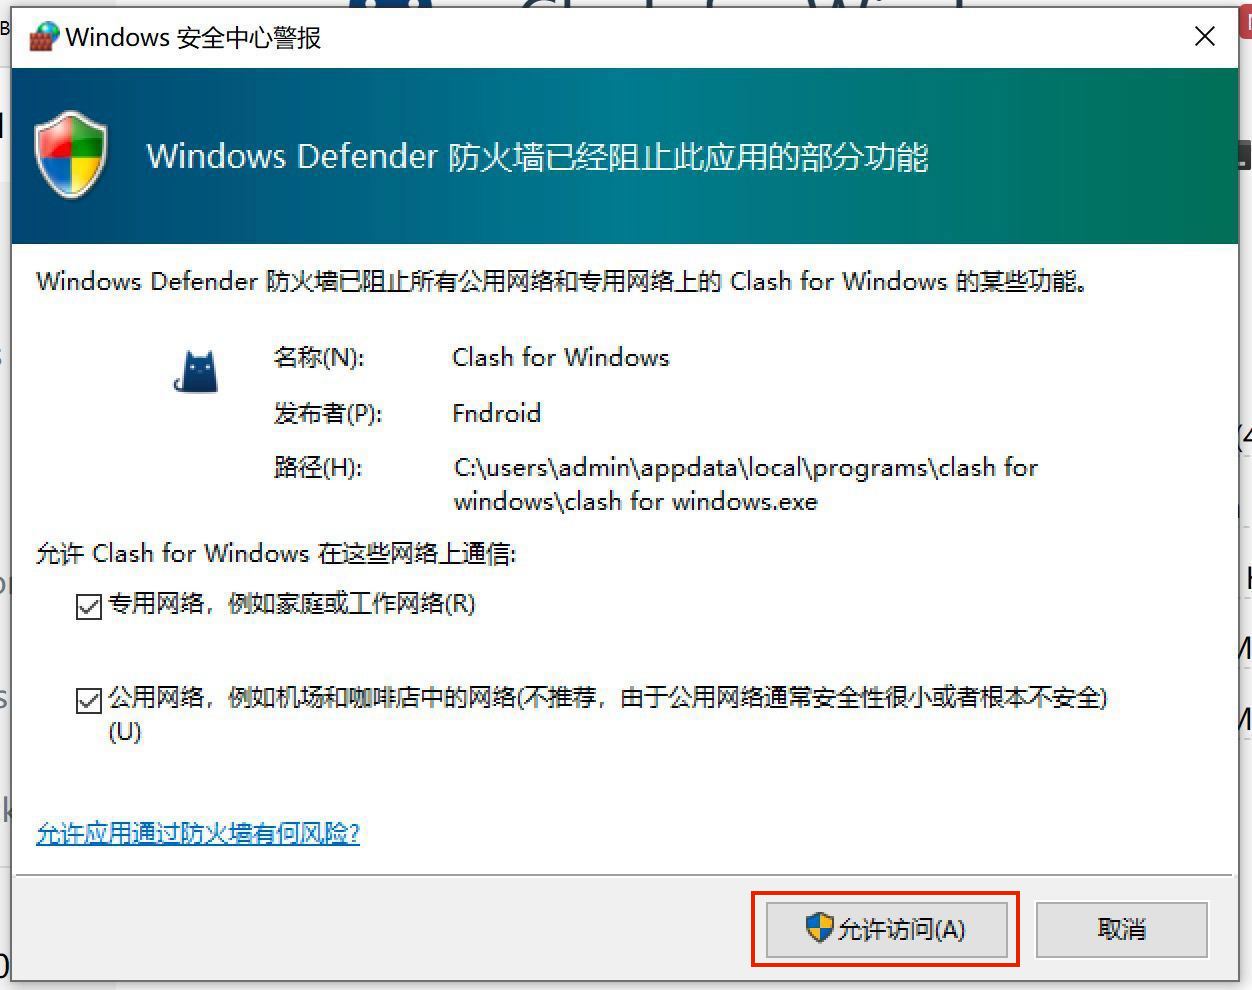 Windows 安全中心警报
Windows Defender 防火墙已经阻止此应用的部分功能
Windows Defender 防火墙已阻止所有公用网络和专用网络上的 Clash for Windows 的某些功能。
名称(N): Clash for Windows
发布者(P): Fndroid
路径(H): C:\users\admin\appdata\local\programs\clash for
windows\clash for windows.exe
允许 Clash for Windows 在这些网络上通信:
专用网络，例如家庭或工作网络(R)
公用网络，例如机场和咖啡店中的网络(不推荐，由于公用网络通常安全性很小或者根本不安全)
(U)
允许应用通过防火墙有何风险?
允许访问(A) 取消